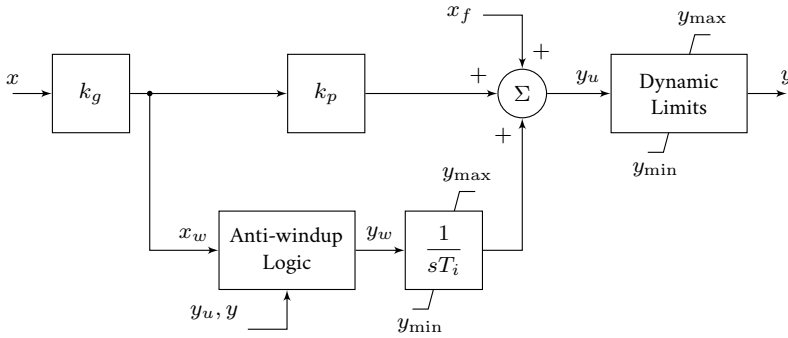 x_f
y_max
x
k_g
k_p
+
+
Σ
+
y_u
Dynamic
Limits
y
y_min
y_max
x_w
Anti-windup
Logic
y_w
1
sT_i
y_u, y
y_min